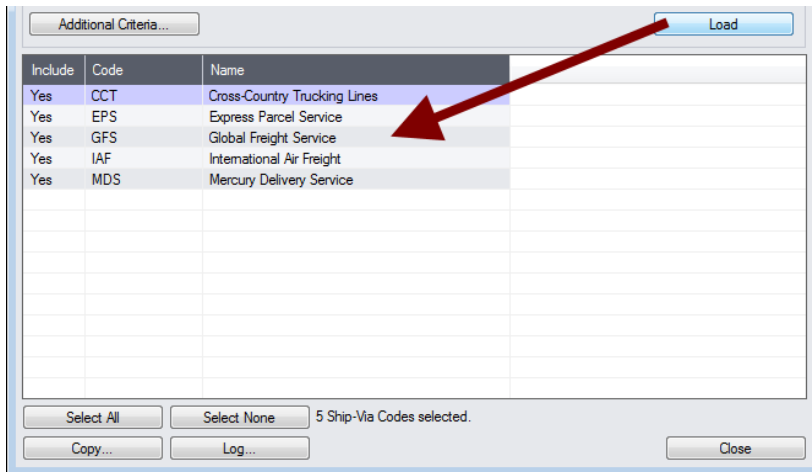 Additional Criteria... Load
Include Code Name
Yes CCT Cross-Country Trucking Lines
Yes EPS Express Parcel Service
Yes GFS Global Freight Service
Yes IAF International Air Freight
Yes MDS Mercury Delivery Service
Select All Select None 5 Ship-Via Codes selected.
Copy... Log... Close